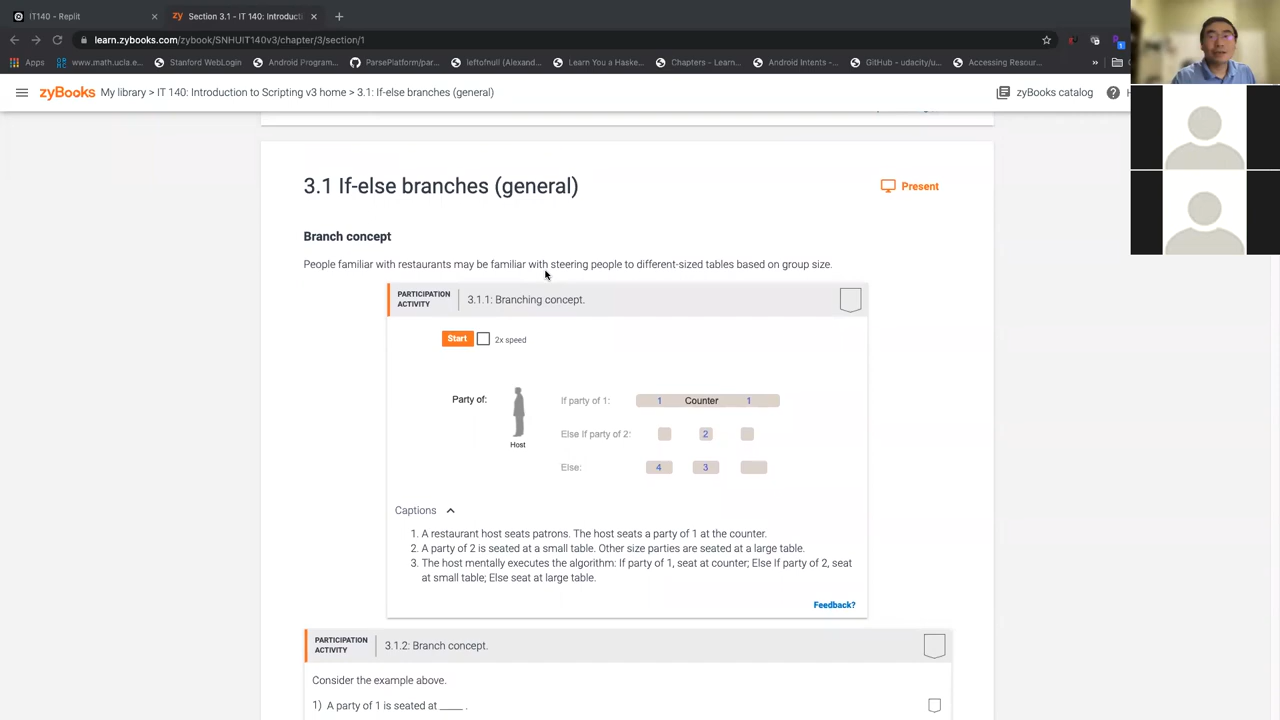 IT140 - Replit
Section 3.1 - IT 140: Introducti
learn.zybooks.com/zybook/SNHUIT140v3/chapter/3/section/1
Apps www.math.ucla.e... Stanford WebLogin Android Program... ParsePlatform/par... leftofnull (Alexand... Learn You a Haske... Chapters - Learn... Android Intents -... GitHub - udacity/u... Accessing Resour...
zyBooks My library > IT 140: Introduction to Scripting v3 home > 3.1: If-else branches (general) zyBooks catalog
3.1 If-else branches (general)
Present
Branch concept
People familiar with restaurants may be familiar with steering people to different-sized tables based on group size.
PARTICIPATION
ACTIVITY
3.1.1: Branching concept.
Start 2x speed
Party of:
Host
If party of 1: 1 Counter 1
Else If party of 2: 2
Else: 4 3
Captions
1. A restaurant host seats patrons. The host seats a party of 1 at the counter.
2. A party of 2 is seated at a small table. Other size parties are seated at a large table.
3. The host mentally executes the algorithm: If party of 1, seat at counter; Else If party of 2, seat
at small table; Else seat at large table.
Feedback?
PARTICIPATION
ACTIVITY
3.1.2: Branch concept.
Consider the example above.
1) A party of 1 is seated at ____ .